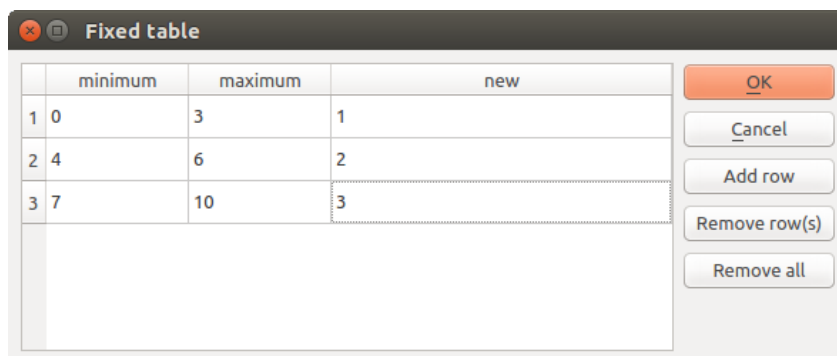 Fixed table
minimum maximum new
1 0 3 1
2 4 6 2
3 7 10 3
OK
Cancel
Add row
Remove row(s)
Remove all